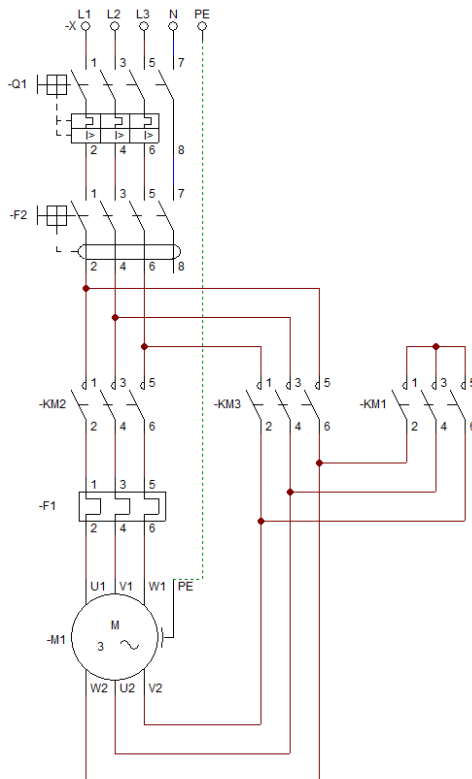 L1 L2 L3 N PE
-X
1 3 5 7
-Q1
I> I> I>
2 4 6 8
1 3 5 7
-F2
2 4 6 8
1 3 5 1 3 5 1 3 5
-KM2 -KM3 -KM1
2 4 6 2 4 6 2 4 6
1 3 5
-F1
2 4 6
U1 V1 W1 PE
M
-M1
3
W2 U2 V2